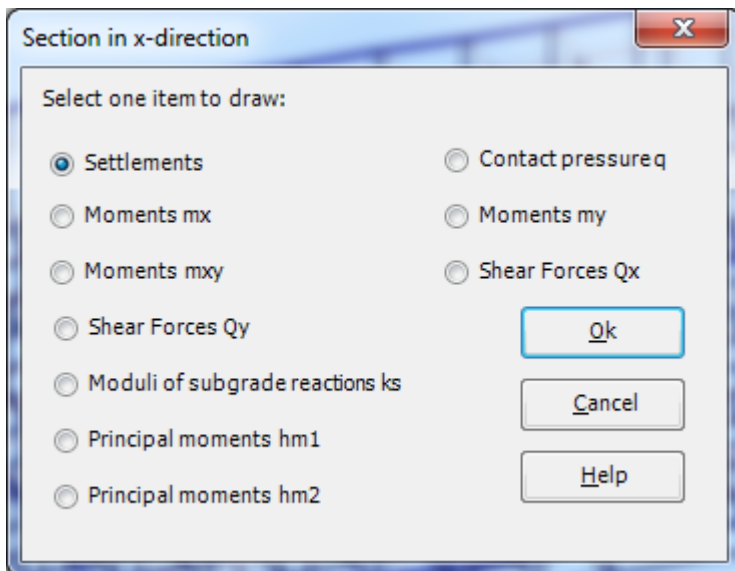 Section in x-direction
Select one item to draw:
Settlements
Contact pressure q
Moments mx
Moments my
Moments mxy
Shear Forces Qx
Shear Forces Qy
Ok
Moduli of subgrade reactions ks
Cancel
Principal moments hm1
Help
Principal moments hm2